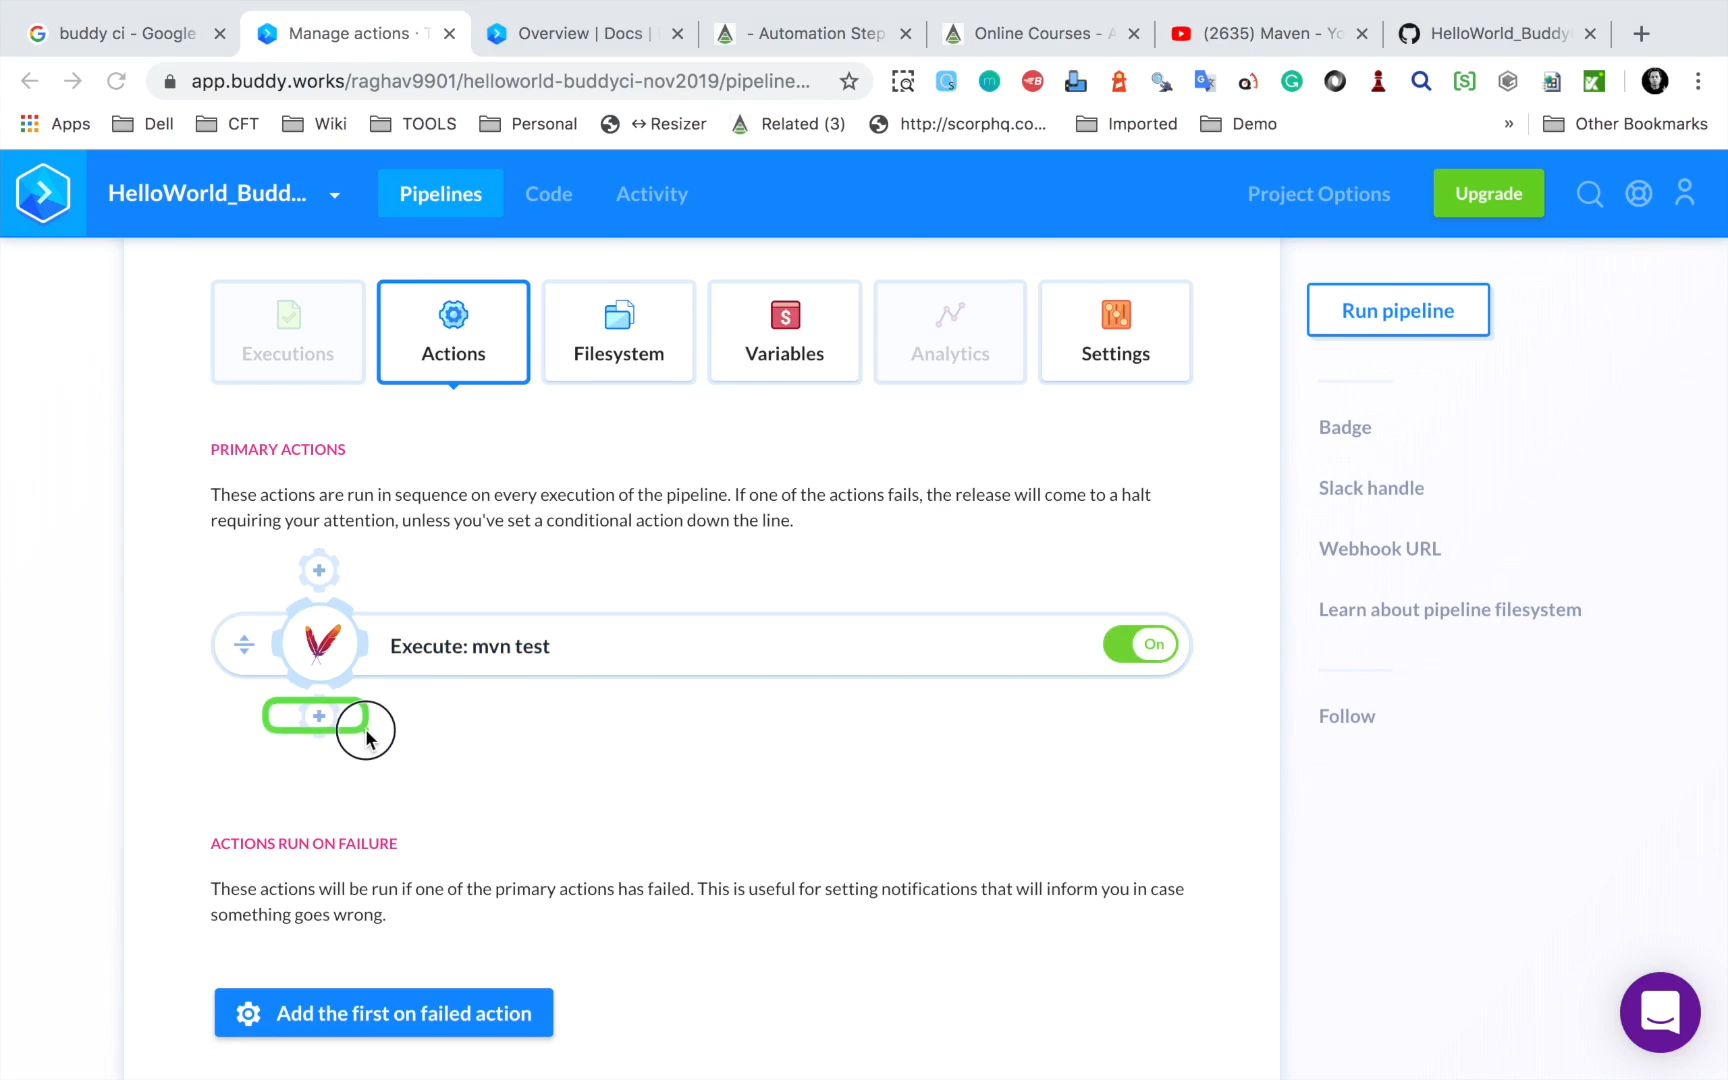 buddy ci - Google
Manage actions · T
Overview | Docs |
- Automation Step
Online Courses - A
(2635) Maven - Yo
HelloWorld_Buddy
app.buddy.works/raghav9901/helloworld-buddyci-nov2019/pipeline...
Apps
Dell
CFT
Wiki
TOOLS
Personal
↔ Resizer
Related (3)
http://scorphq.co...
Imported
Demo
»
Other Bookmarks
HelloWorld_Budd...
Pipelines
Code
Activity
Project Options
Upgrade
Executions
Actions
Filesystem
Variables
Analytics
Settings
Run pipeline
Badge
Slack handle
Webhook URL
Learn about pipeline filesystem
Follow
PRIMARY ACTIONS
These actions are run in sequence on every execution of the pipeline. If one of the actions fails, the release will come to a halt
requiring your attention, unless you've set a conditional action down the line.
Execute: mvn test
On
ACTIONS RUN ON FAILURE
These actions will be run if one of the primary actions has failed. This is useful for setting notifications that will inform you in case
something goes wrong.
Add the first on failed action